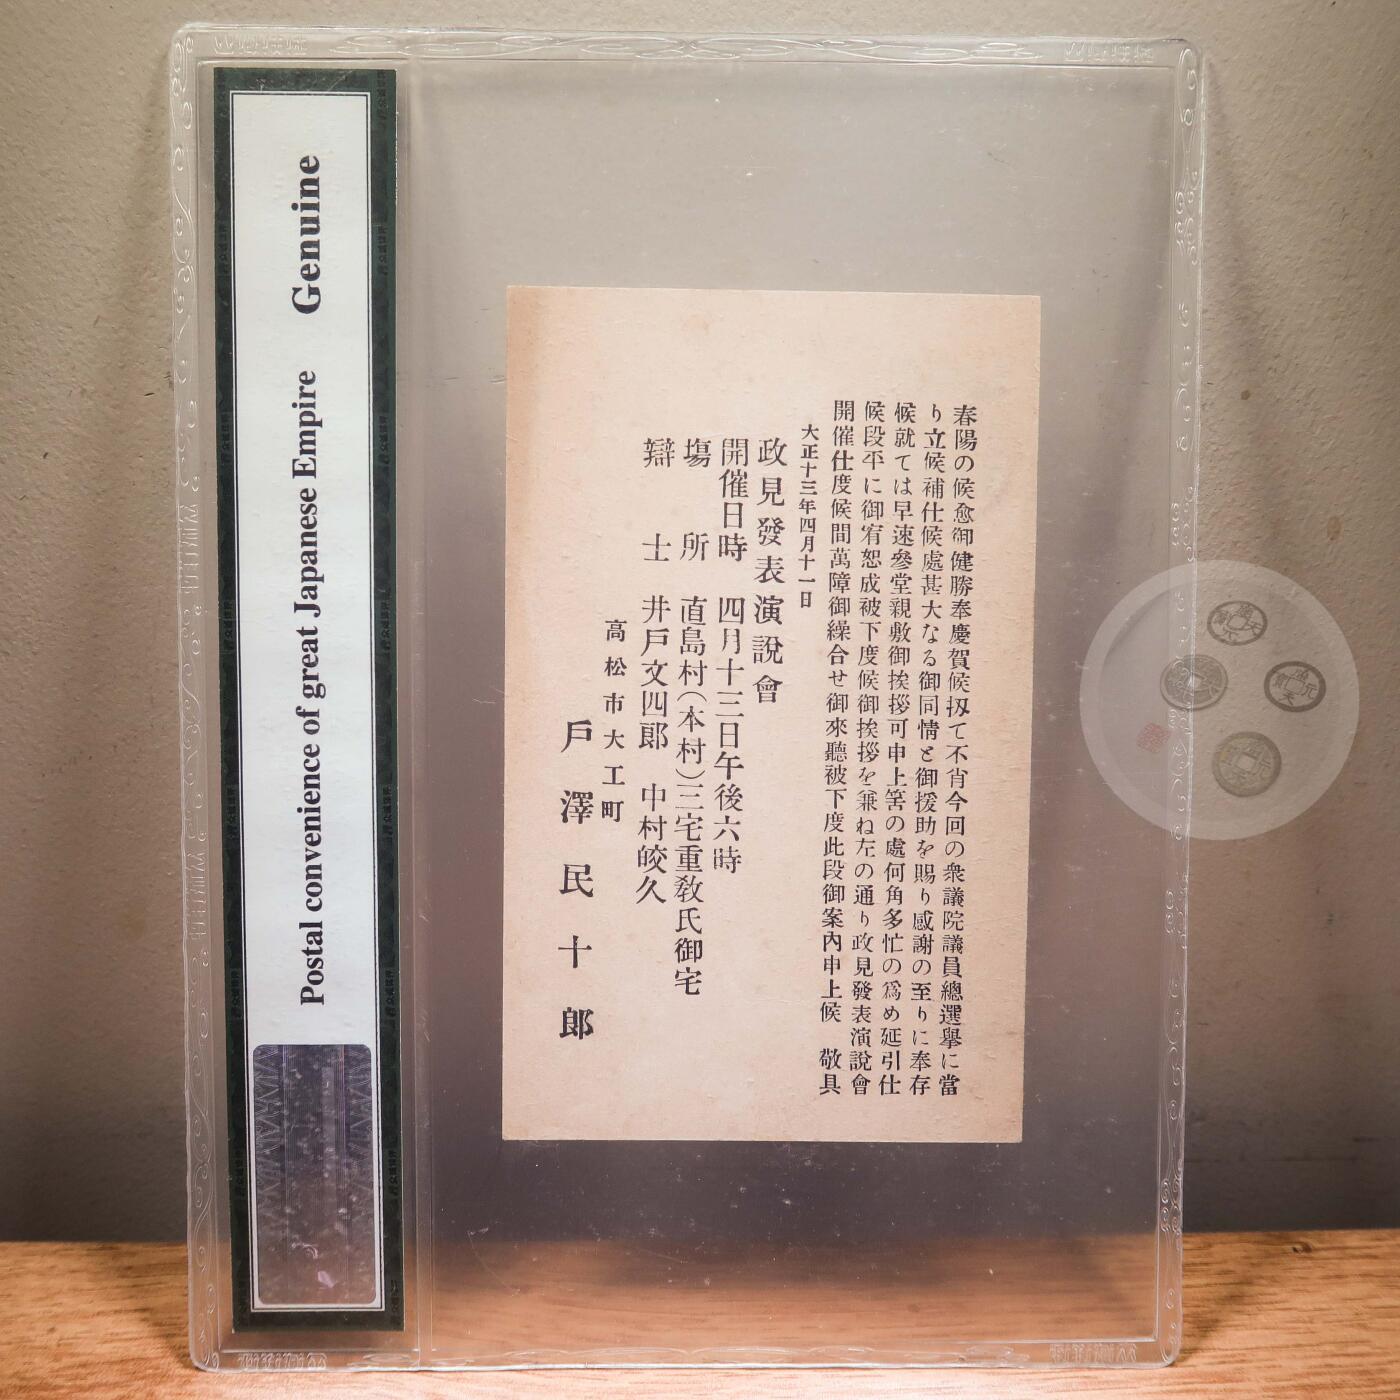 Postal convenience of great Japanese Empire Genuine
春陽の候愈御健勝奉慶賀候扨て不肖今回の衆議院議員總選擧に當
り立候補仕候處甚大なる御同情と御援助を賜り感謝の至りに奉存
候就ては早速參堂親敷御挨拶可申上筈の處何角多忙の爲め延引仕
候段平に御宥恕成被下度候御挨拶を兼ね左の通り政見發表演說會
開催仕度候間萬障御繰合せ御來聽被下度此段御案內申上候 敬具
大正十三年四月十一日
政見發表演說會
開催日時 四月十三日午後六時
場所 直島村(本村)三宅重敎氏御宅
辯士 井戶文四郎 中村皎久
高松市大工町
戶澤民十郎